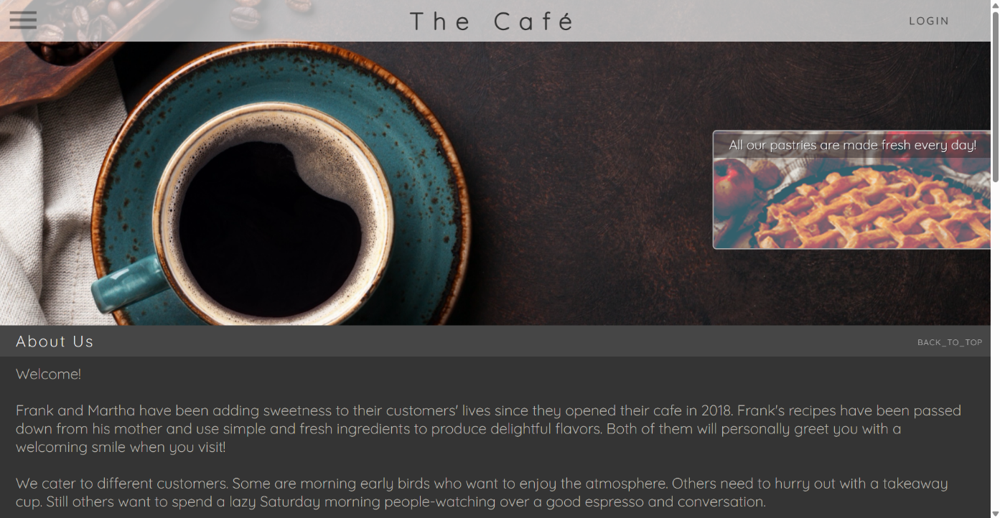 The Café
LOGIN
All our pastries are made fresh every day!
About Us
BACK_TO_TOP
Welcome!
Frank and Martha have been adding sweetness to their customers' lives since they opened their cafe in 2018. Frank's recipes have been passed
down from his mother and use simple and fresh ingredients to produce delightful flavors. Both of them will personally greet you with a
welcoming smile when you visit!
We cater to different customers. Some are morning early birds who want to enjoy the atmosphere. Others need to hurry out with a takeaway
cup. Still others want to spend a lazy Saturday morning people-watching over a good espresso and conversation.